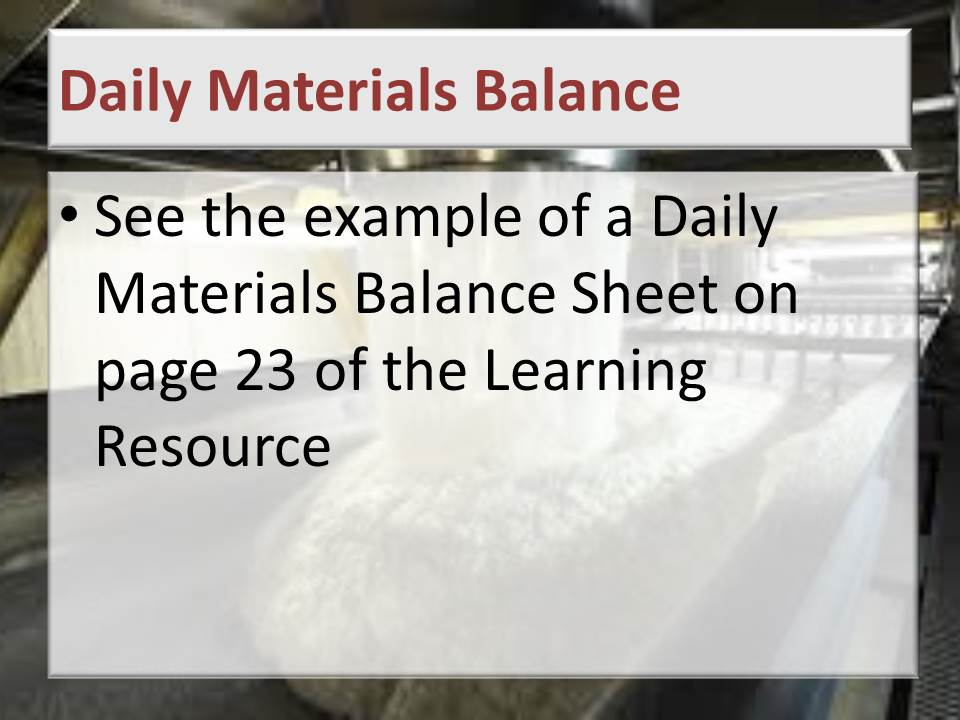 Daily Materials Balance
• See the example of a Daily
Materials Balance Sheet on
page 23 of the Learning
Resource